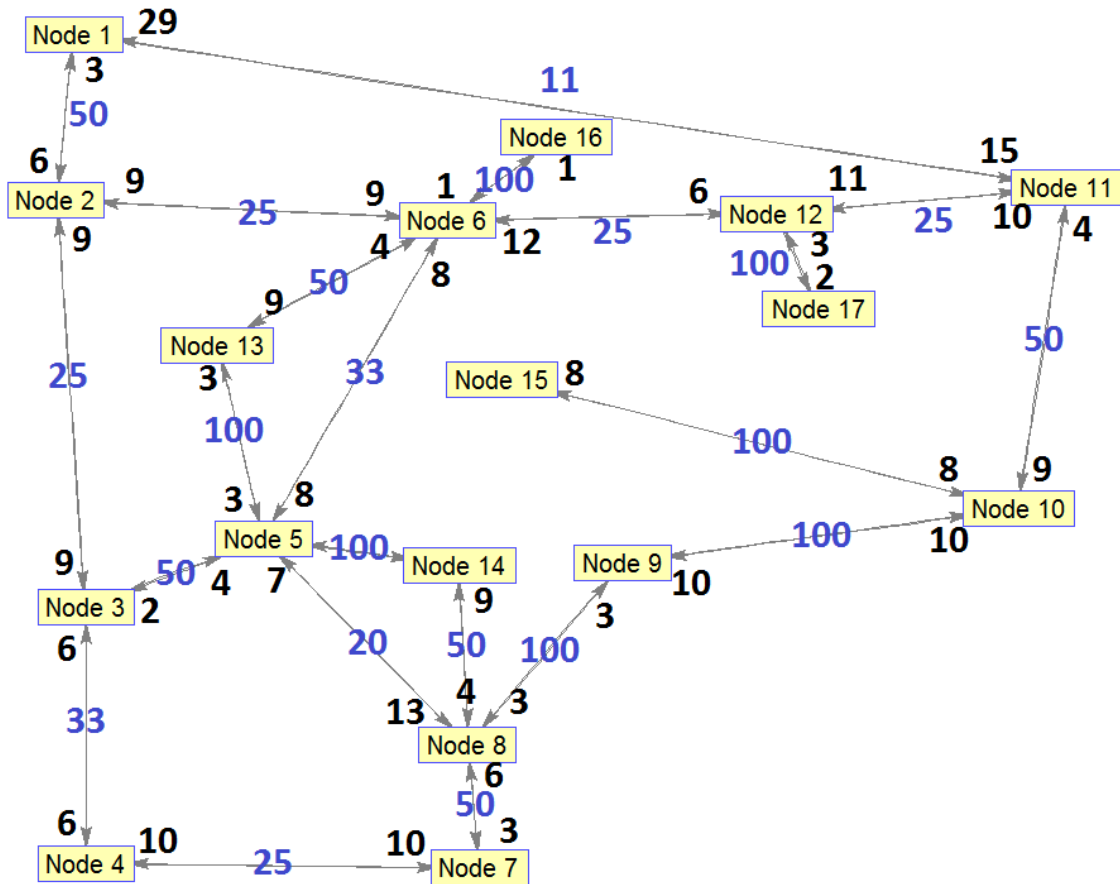 Node 1 29
3
11
50
Node 16
6 9 9 1 100 1 6 11 15
Node 2 25 Node 6 25 Node 12 25 Node 11
9 4 8 12 3 10 4
100 2
50
9 Node 17
Node 13
3 33 50
25 Node 15 8
100 100
3 8 8 9
Node 5 Node 10
100 100 10
9 50 4 7 Node 14 Node 9
Node 3 2 9 3 10
6
20 50 100
13 4 3
33 Node 8
6
50
6 10 10 3
Node 4 25 Node 7